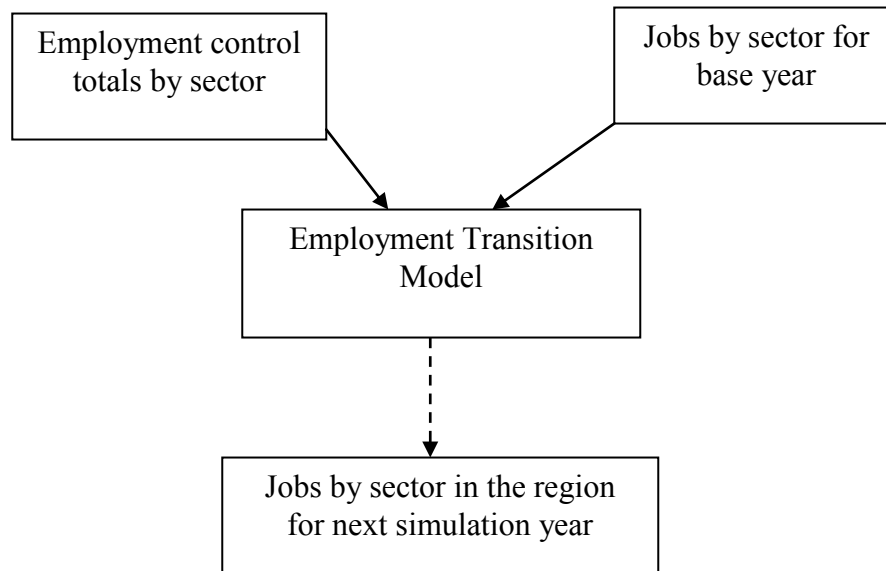 Employment control
totals by sector
Jobs by sector for
base year
Employment Transition
Model
Jobs by sector in the region
for next simulation year